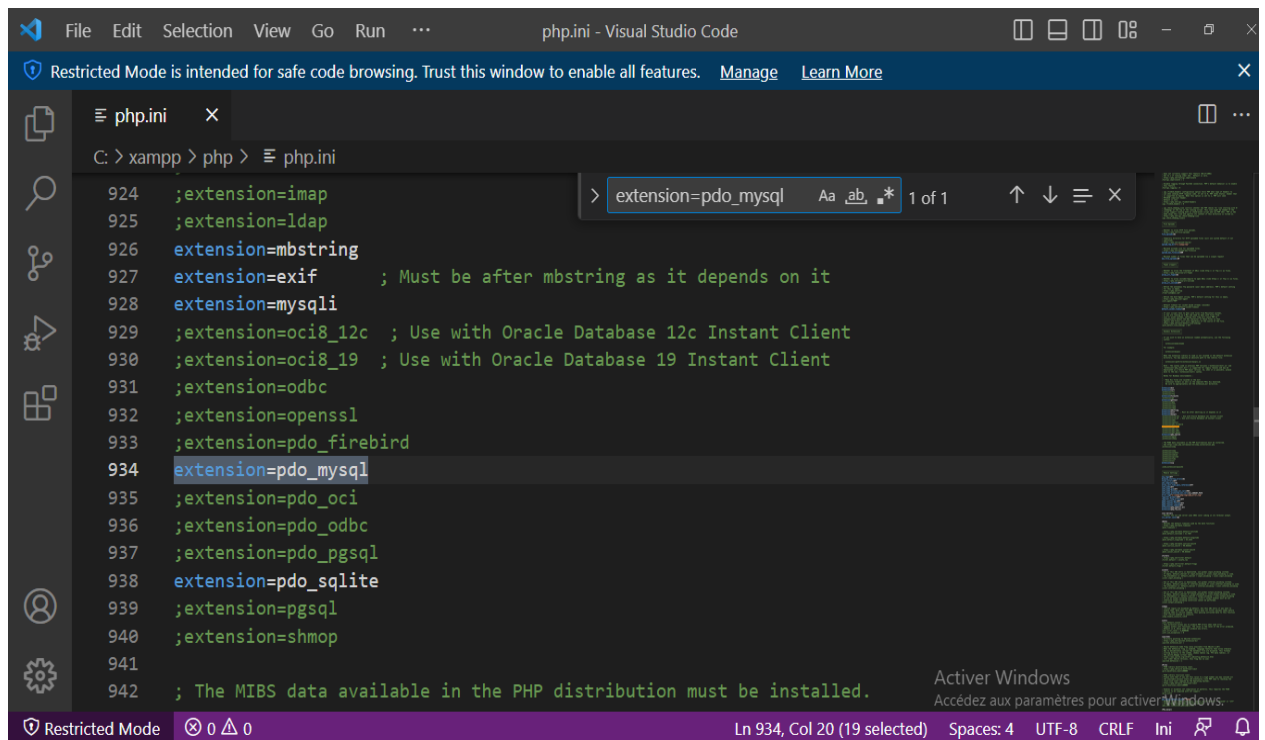 File Edit Selection View Go Run ··· php.ini - Visual Studio Code
Restricted Mode is intended for safe code browsing. Trust this window to enable all features. Manage Learn More
php.ini
C: > xampp > php > php.ini
extension=pdo_mysql Aa ab 1 of 1
924 ;extension=imap
925 ;extension=ldap
926 extension=mbstring
927 extension=exif ; Must be after mbstring as it depends on it
928 extension=mysqli
929 ;extension=oci8_12c ; Use with Oracle Database 12c Instant Client
930 ;extension=oci8_19 ; Use with Oracle Database 19 Instant Client
931 ;extension=odbc
932 ;extension=openssl
933 ;extension=pdo_firebird
934 extension=pdo_mysql
935 ;extension=pdo_oci
936 ;extension=pdo_odbc
937 ;extension=pdo_pgsql
938 extension=pdo_sqlite
939 ;extension=pgsql
940 ;extension=shmop
941
942 ; The MIBS data available in the PHP distribution must be installed.
Activer Windows
Accédez aux paramètres pour activer Windows.
Restricted Mode 0 0 Ln 934, Col 20 (19 selected) Spaces: 4 UTF-8 CRLF Ini